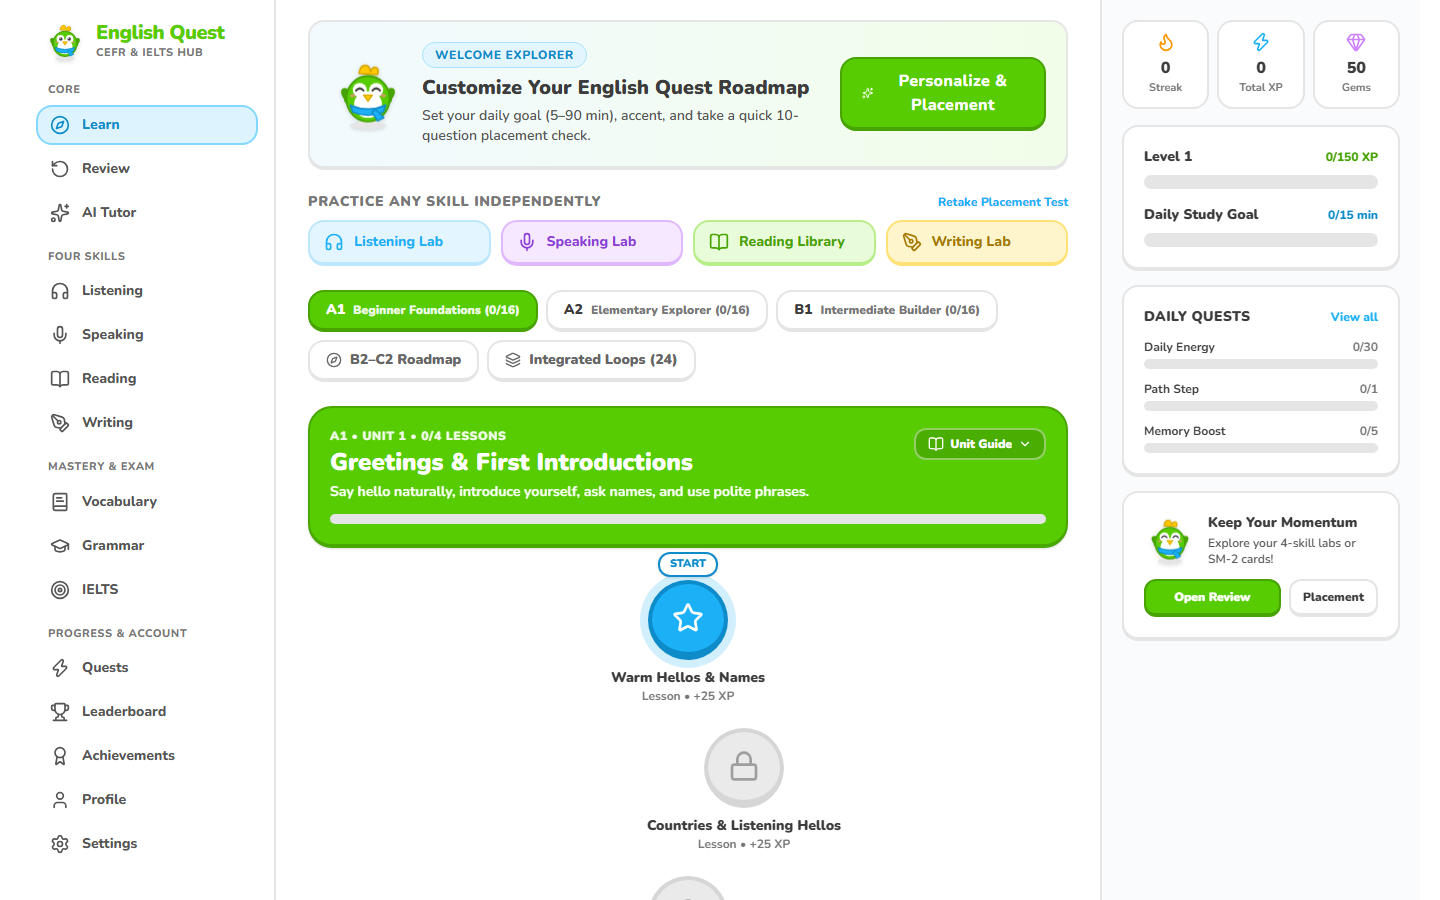 English Quest
CEFR & IELTS HUB
CORE
Learn
Review
AI Tutor
FOUR SKILLS
Listening
Speaking
Reading
Writing
MASTERY & EXAM
Vocabulary
Grammar
IELTS
PROGRESS & ACCOUNT
Quests
Leaderboard
Achievements
Profile
Settings
WELCOME EXPLORER
Customize Your English Quest Roadmap
Set your daily goal (5–90 min), accent, and take a quick 10-
question placement check.
Personalize &
Placement
PRACTICE ANY SKILL INDEPENDENTLY
Retake Placement Test
Listening Lab
Speaking Lab
Reading Library
Writing Lab
A1 Beginner Foundations (0/16)
A2 Elementary Explorer (0/16)
B1 Intermediate Builder (0/16)
B2–C2 Roadmap
Integrated Loops (24)
A1 • UNIT 1 • 0/4 LESSONS
Greetings & First Introductions
Say hello naturally, introduce yourself, ask names, and use polite phrases.
Unit Guide
START
Warm Hellos & Names
Lesson • +25 XP
Countries & Listening Hellos
Lesson • +25 XP
0
Streak
0
Total XP
50
Gems
Level 1
0/150 XP
Daily Study Goal
0/15 min
DAILY QUESTS
View all
Daily Energy
0/30
Path Step
0/1
Memory Boost
0/5
Keep Your Momentum
Explore your 4-skill labs or
SM-2 cards!
Open Review
Placement